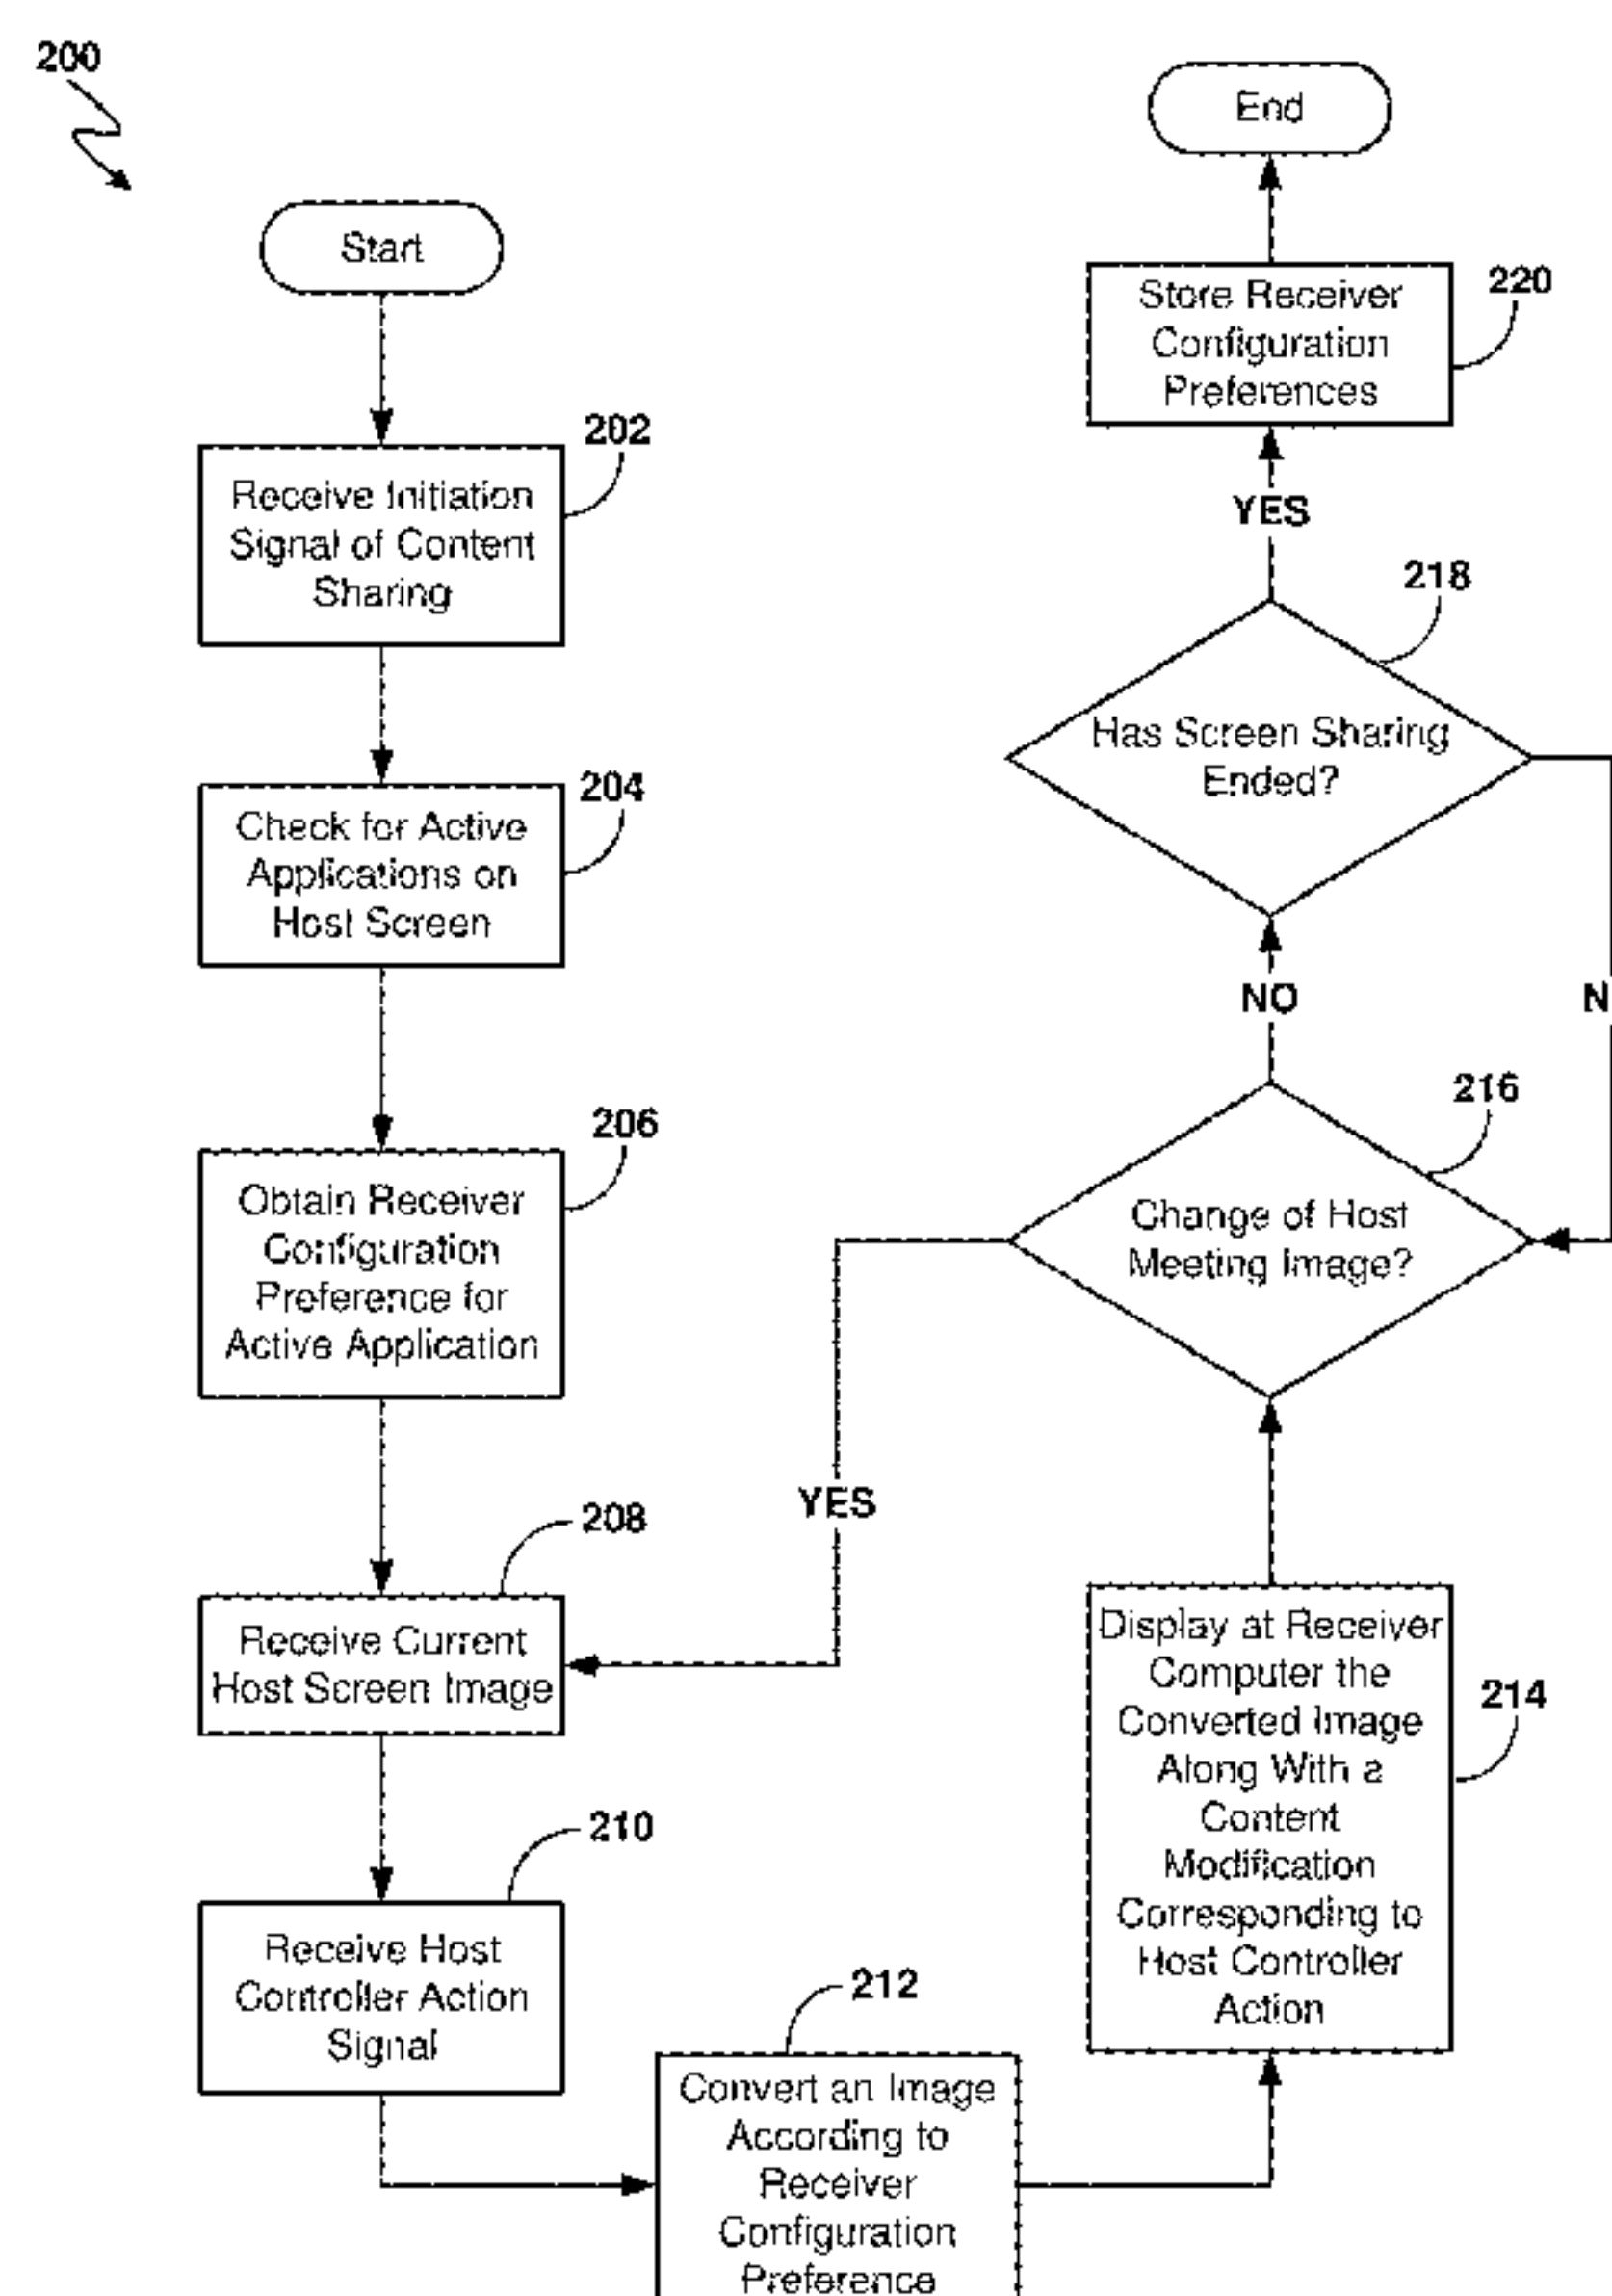 200
Start
202
Receive Initiation
Signal of Content
Sharing
204
Check for Active
Applications on
Host Screen
206
Obtain Receiver
Configuration
Preference for
Active Application
208
Receive Current
Host Screen Image
210
Receive Host
Controller Action
Signal
212
Convert an Image
According to
Receiver
Configuration
Preference
214
Display at Receiver
Computer the
Converted Image
Along With a
Content
Modification
Corresponding to
Host Controller
Action
216
Change of Host
Meeting Image?
YES
NO
218
Has Screen Sharing
Ended?
N
YES
220
Store Receiver
Configuration
Preferences
End